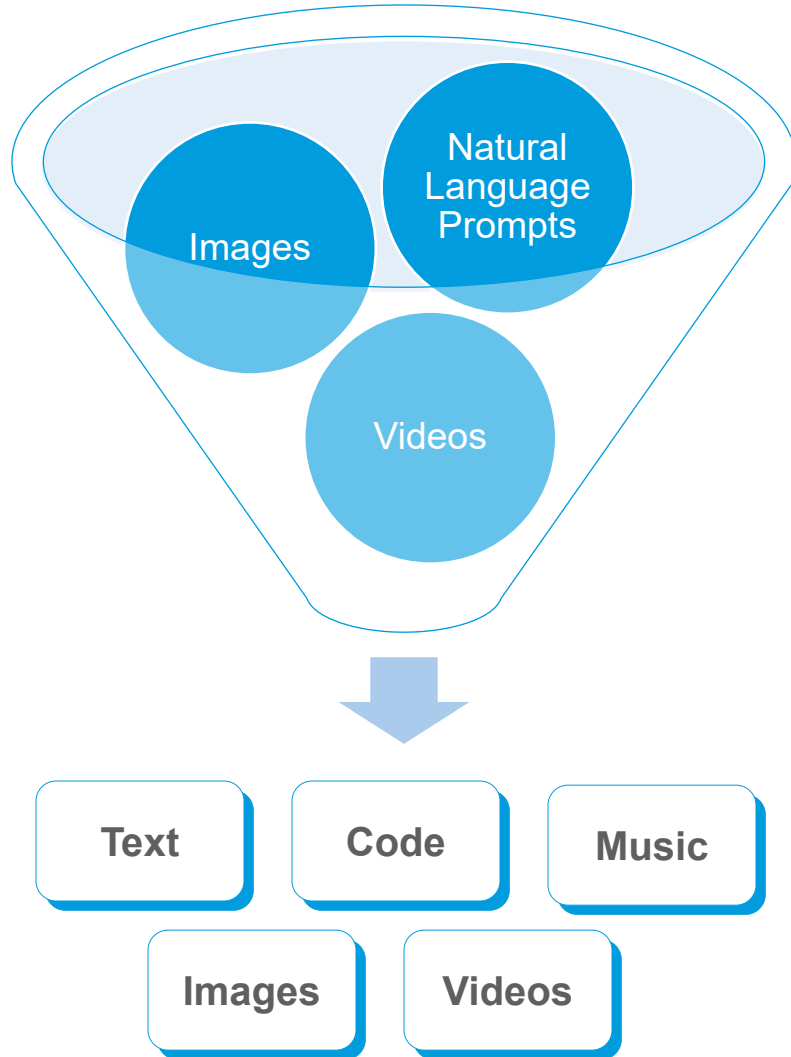 Natural
Language
Prompts
Images
Videos
Text
Code
Music
Images
Videos